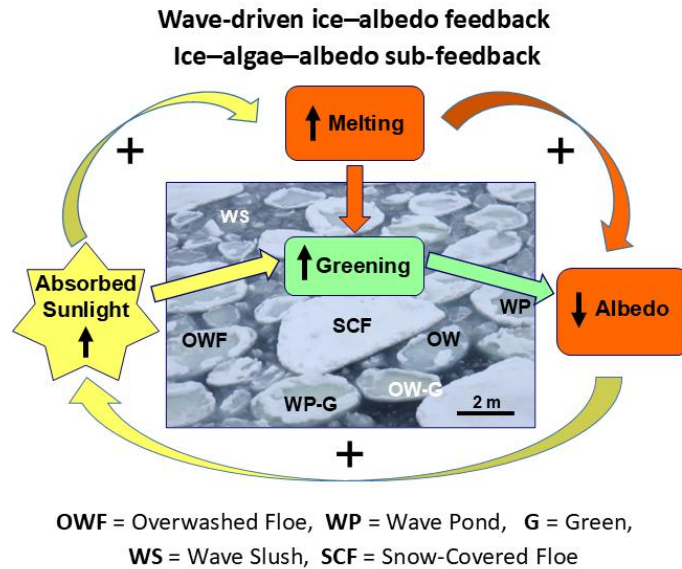 Wave-driven ice–albedo feedback
Ice–algae–albedo sub-feedback
↑ Melting
+
+
WS
↑ Greening
Absorbed
Sunlight
↑
↓ Albedo
WP
OWF
SCF
OW
WP-G
OW-G
2 m
+
OWF = Overwashed Floe, WP = Wave Pond, G = Green,
WS = Wave Slush, SCF = Snow-Covered Floe